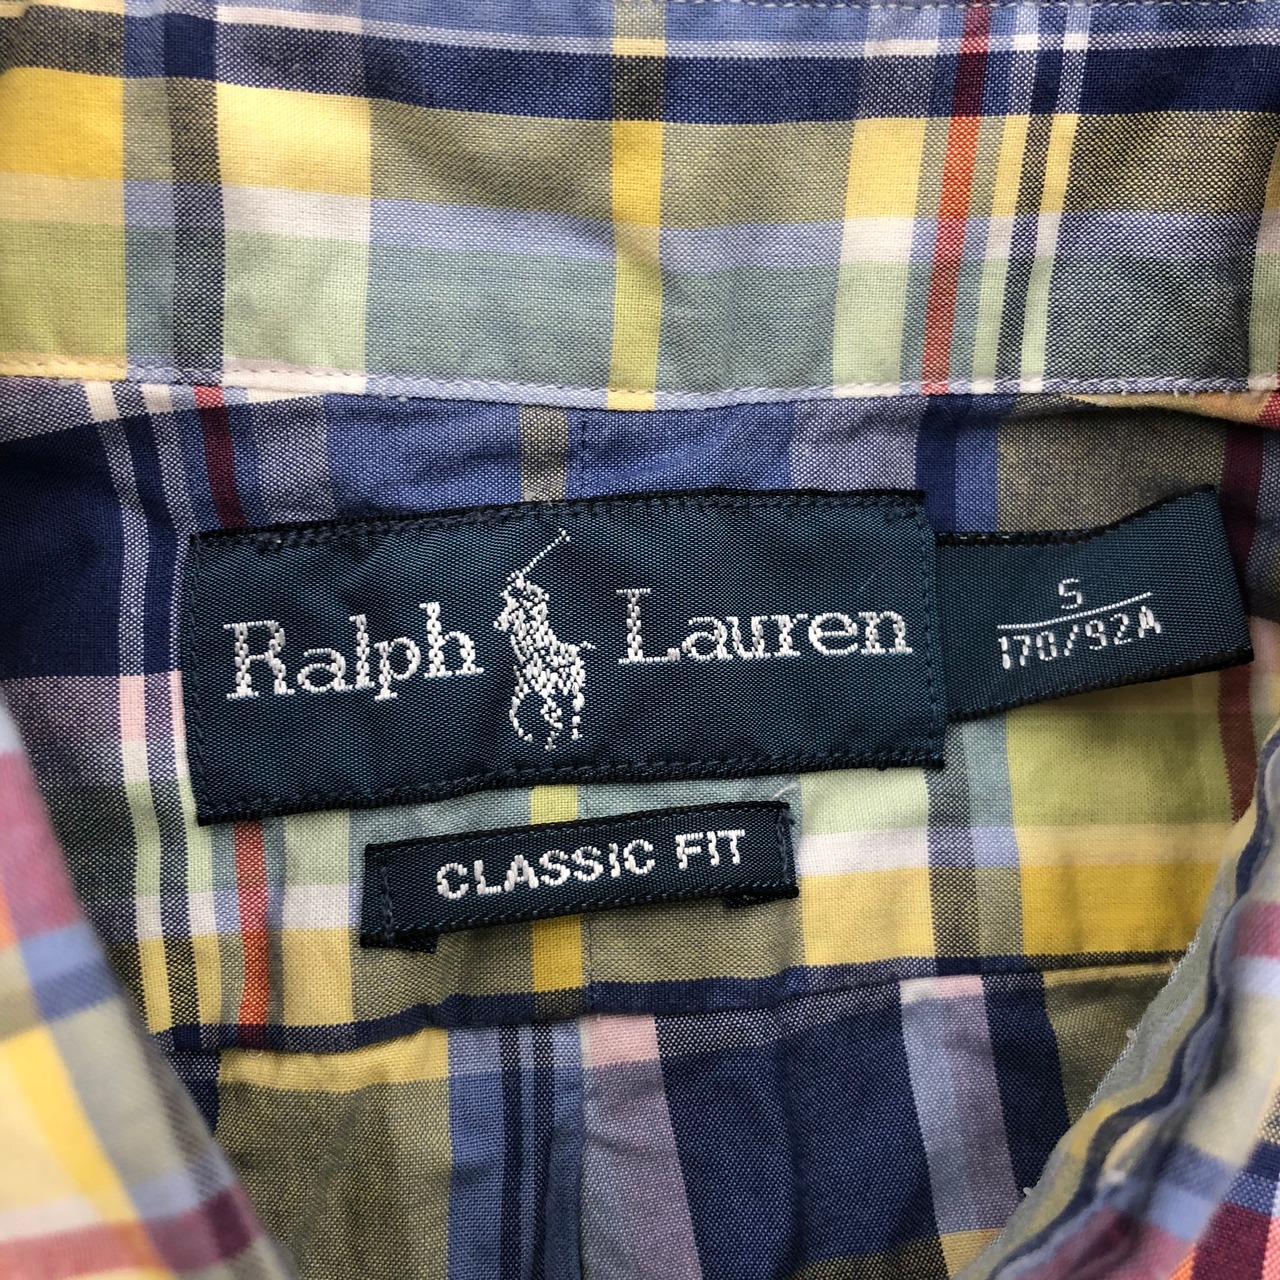 Ralph Lauren
S
170/92A
CLASSIC FIT